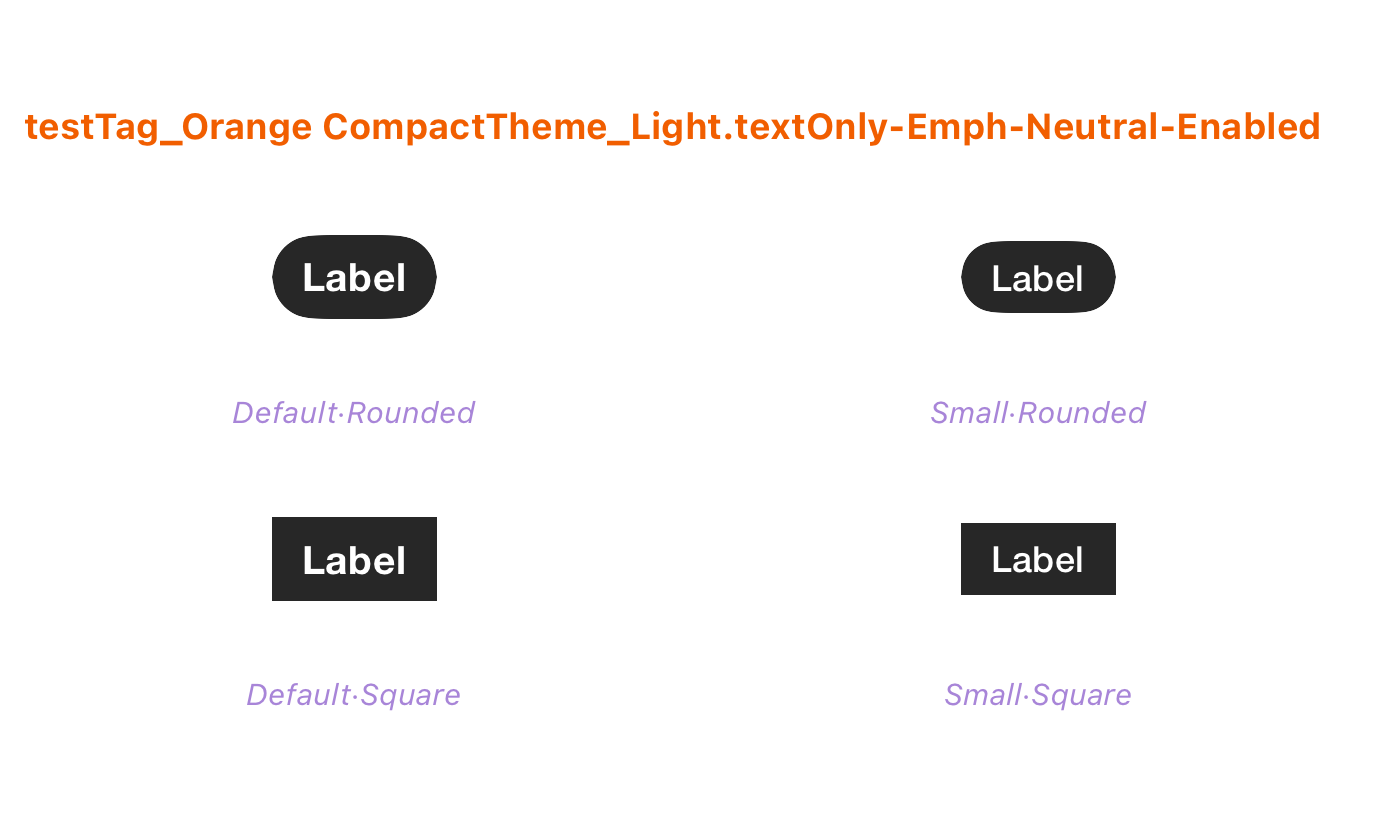 testTag_Orange CompactTheme_Light.textOnly-Emph-Neutral-Enabled
Label
Label
Default·Rounded
Small·Rounded
Label
Label
Default·Square
Small·Square